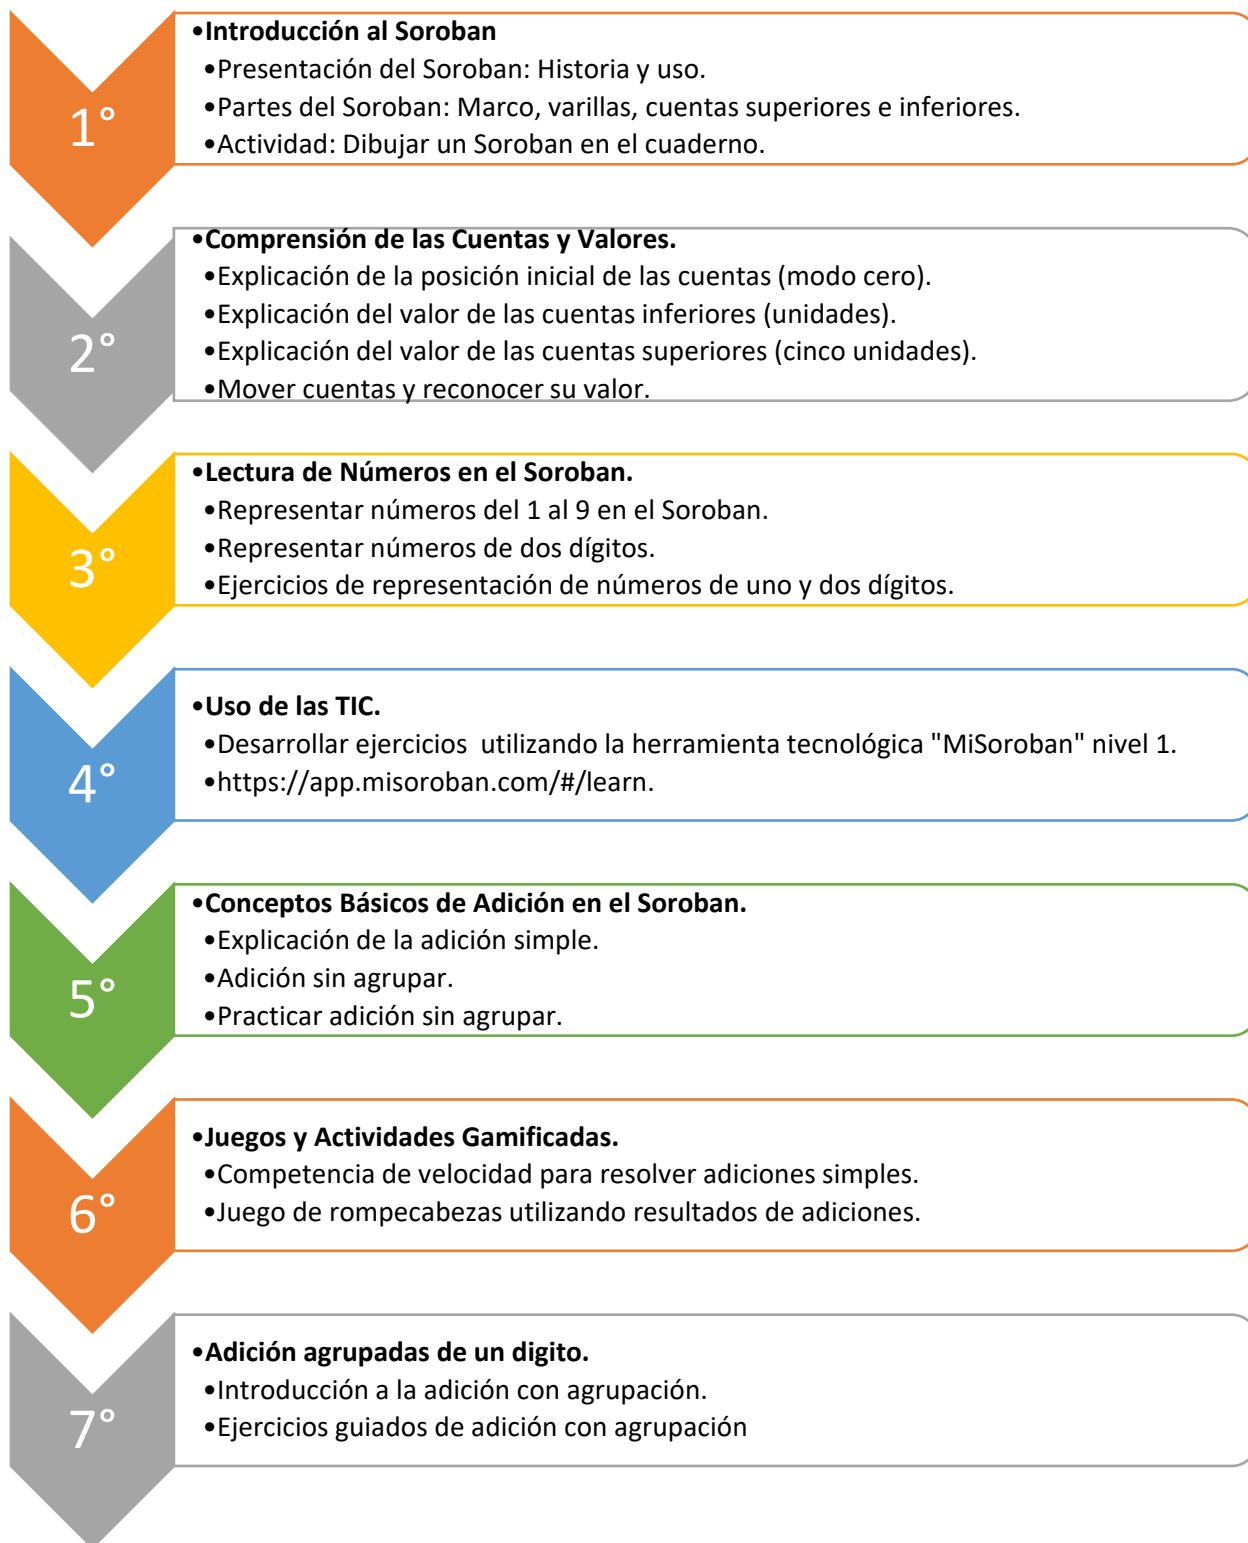 1°
•Introducción al Soroban
•Presentación del Soroban: Historia y uso.
•Partes del Soroban: Marco, varillas, cuentas superiores e inferiores.
•Actividad: Dibujar un Soroban en el cuaderno.
2°
•Comprensión de las Cuentas y Valores.
•Explicación de la posición inicial de las cuentas (modo cero).
•Explicación del valor de las cuentas inferiores (unidades).
•Explicación del valor de las cuentas superiores (cinco unidades).
•Mover cuentas y reconocer su valor.
3°
•Lectura de Números en el Soroban.
•Representar números del 1 al 9 en el Soroban.
•Representar números de dos dígitos.
•Ejercicios de representación de números de uno y dos dígitos.
4°
•Uso de las TIC.
•Desarrollar ejercicios  utilizando la herramienta tecnológica "MiSoroban" nivel 1.
•https://app.misoroban.com/#/learn.
5°
•Conceptos Básicos de Adición en el Soroban.
•Explicación de la adición simple.
•Adición sin agrupar.
•Practicar adición sin agrupar.
6°
•Juegos y Actividades Gamificadas.
•Competencia de velocidad para resolver adiciones simples.
•Juego de rompecabezas utilizando resultados de adiciones.
7°
•Adición agrupadas de un digito.
•Introducción a la adición con agrupación.
•Ejercicios guiados de adición con agrupación